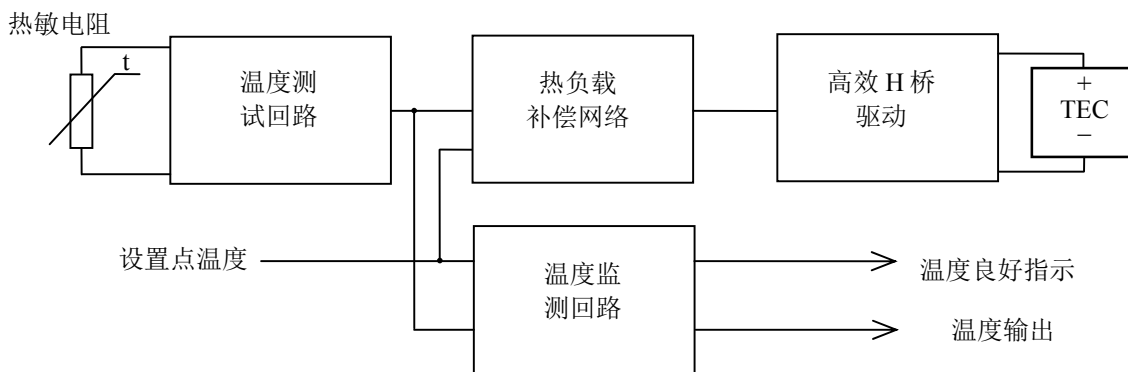 热敏电阻
t
温度测
试回路
热负载
补偿网络
高效 H 桥
驱动
+
TEC
−
设置点温度
温度监
测回路
温度良好指示
温度输出